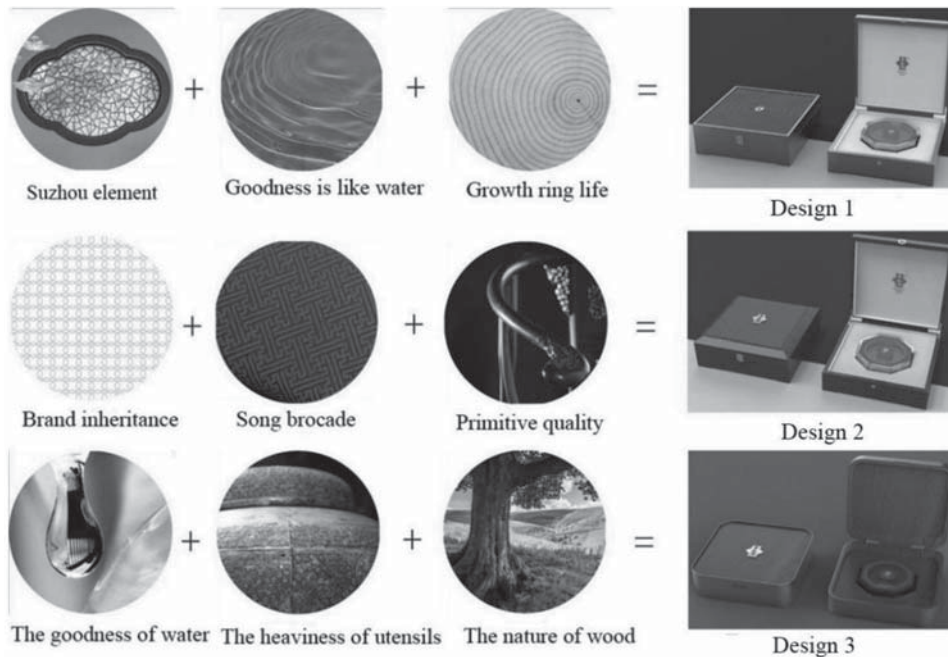 Suzhou element
Goodness is like water
Growth ring life
Design 1
Brand inheritance
Song brocade
Primitive quality
Design 2
The goodness of water
The heaviness of utensils
The nature of wood
Design 3